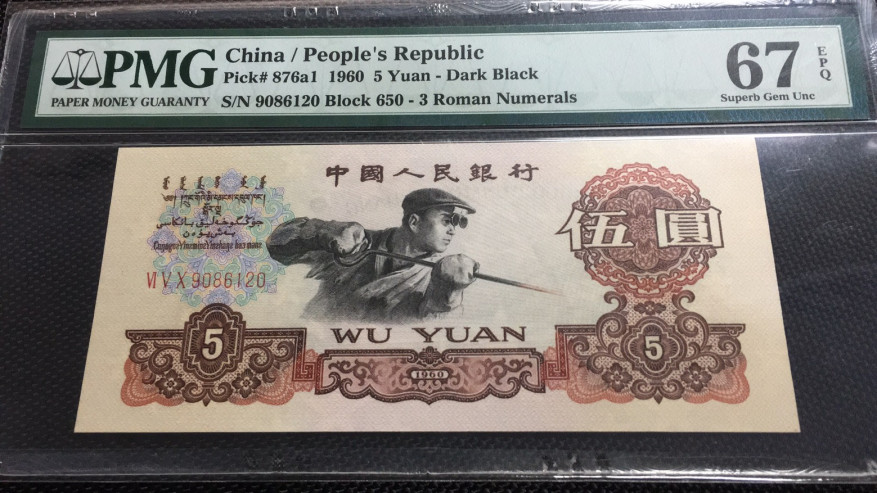 PMG
PAPER MONEY GUARANTY
China / People's Republic
Pick# 876a1 1960 5 Yuan - Dark Black
S/N 9086120 Block 650 - 3 Roman Numerals
67
EPQ
Superb Gem Unc
中國人民銀行
伍圓
VI V X 9086120
5
WU YUAN
1960
5